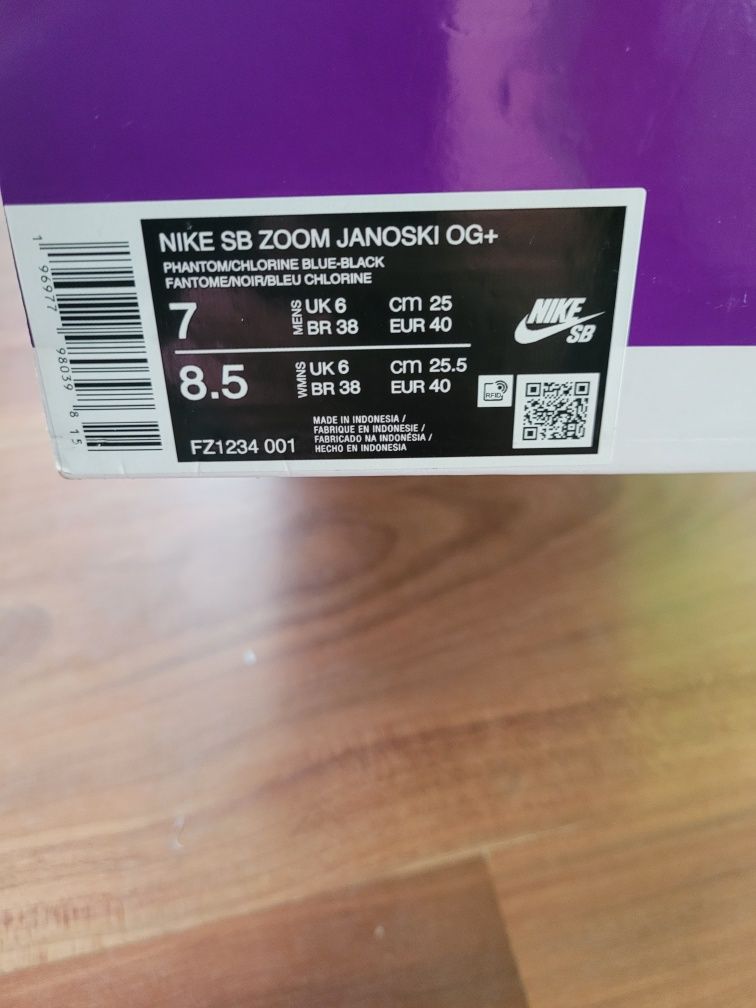 NIKE SB ZOOM JANOSKI OG+
PHANTOM/CHLORINE BLUE-BLACK
FANTOME/NOIR/BLEU CHLORINE
7 MENS UK 6 cm 25
BR 38 EUR 40
8.5 WMNS UK 6 cm 25.5
BR 38 EUR 40
FZ1234 001
MADE IN INDONESIA /
FABRIQUE EN INDONESIE /
FABRICADO NA INDONÉSIA /
HECHO EN INDONESIA
RFID
NIKE
SB
1 96977 98039 8 15